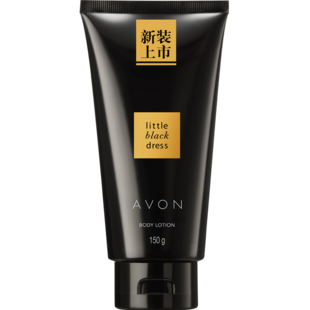 新装
上市
little
black
dress
AVON
BODY LOTION
150 g